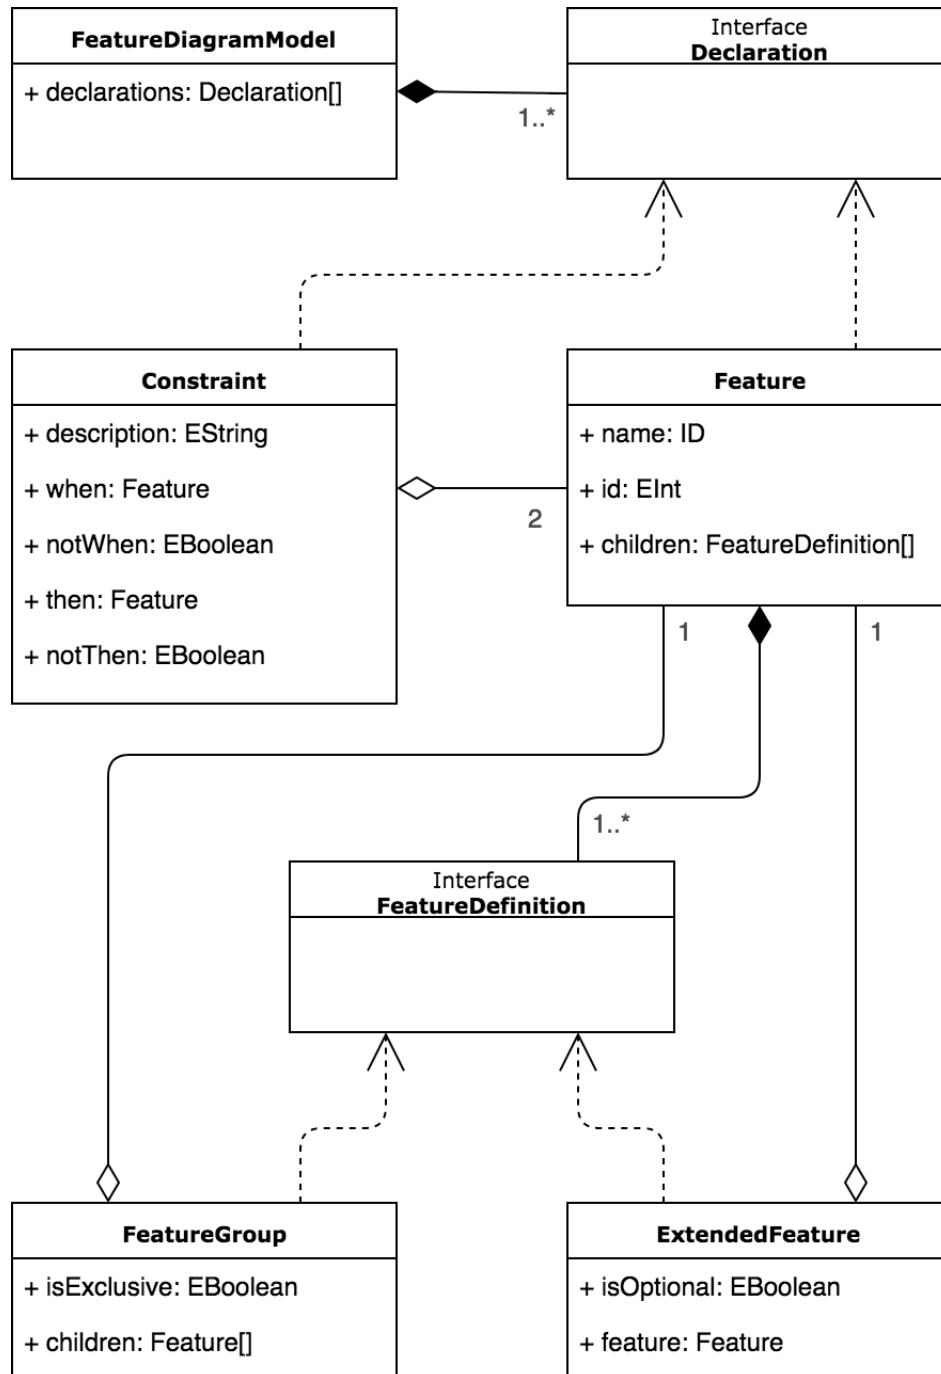 FeatureDiagramModel
+ declarations: Declaration[]
1..*
Interface
Declaration
Constraint
+ description: EString
+ when: Feature
+ notWhen: EBoolean
+ then: Feature
+ notThen: EBoolean
2
Feature
+ name: ID
+ id: EInt
+ children: FeatureDefinition[]
1
1
1..*
Interface
FeatureDefinition
FeatureGroup
+ isExclusive: EBoolean
+ children: Feature[]
ExtendedFeature
+ isOptional: EBoolean
+ feature: Feature